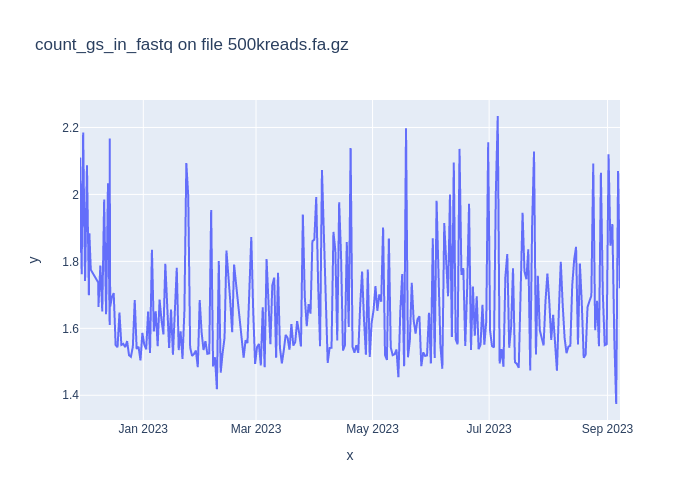 count_gs_in_fastq on file 500kreads.fa.gz
2.2
2
1.8
1.6
1.4
y
Jan 2023
Mar 2023
May 2023
Jul 2023
Sep 2023
x